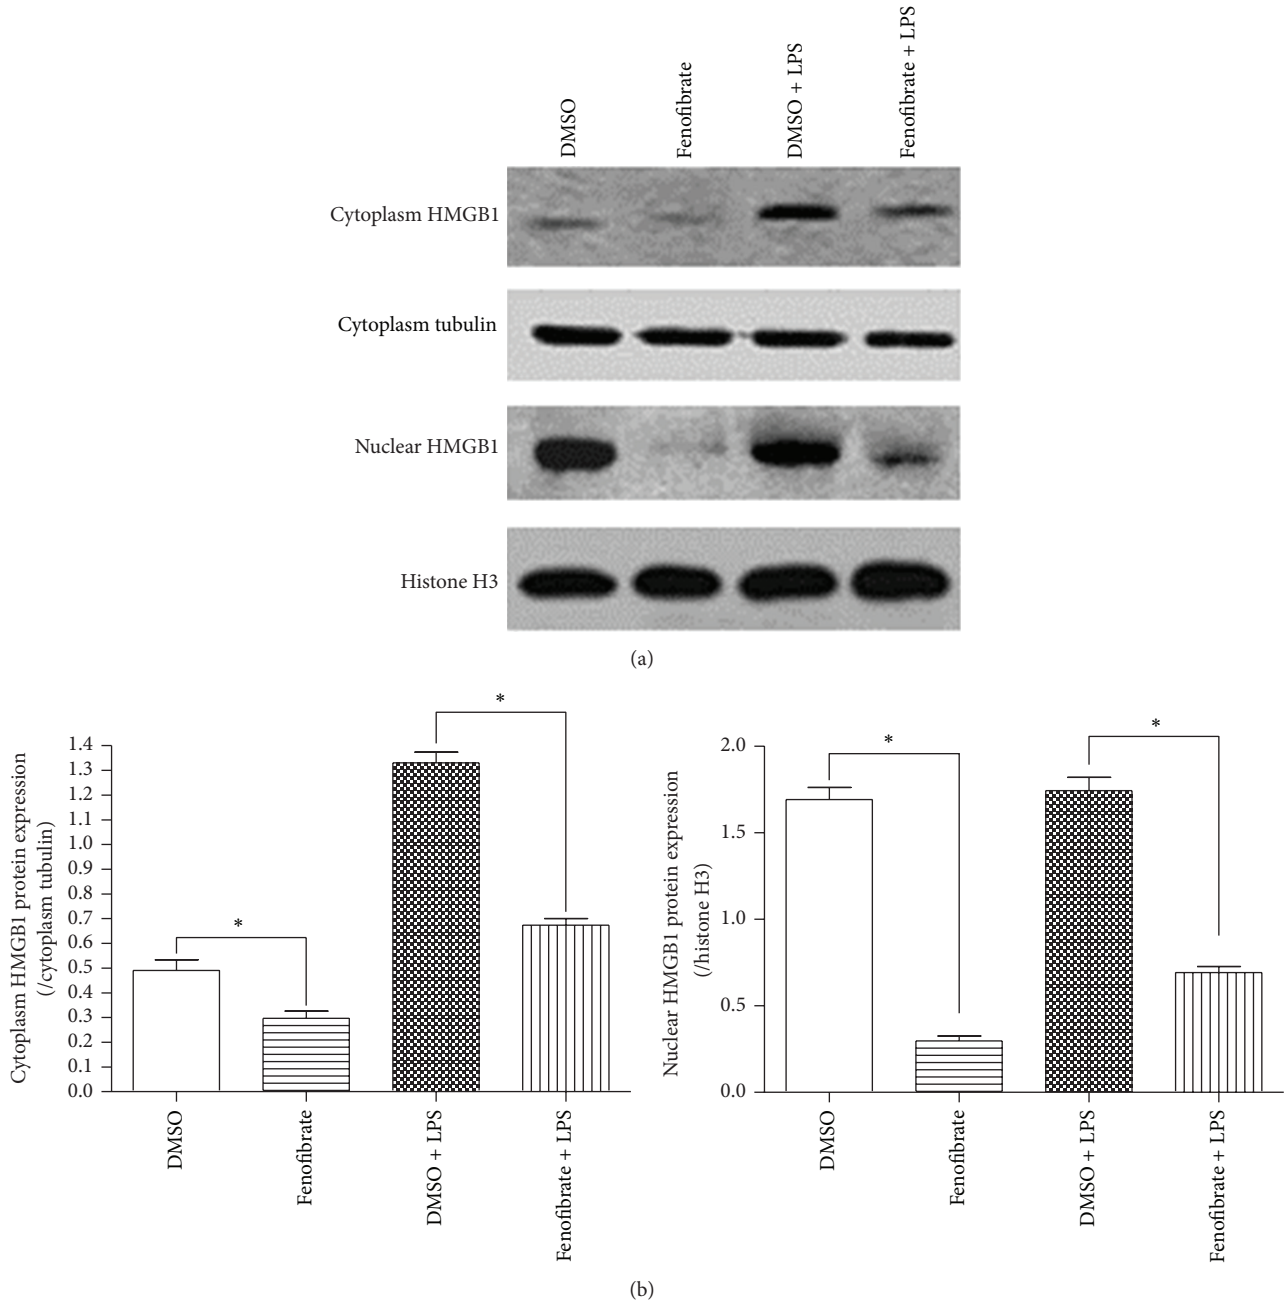 DMSO
Fenofibrate
DMSO + LPS
Fenofibrate + LPS
Cytoplasm HMGB1
Cytoplasm tubulin
Nuclear HMGB1
Histone H3
(a)
Cytoplasm HMGB1 protein expression
(/cytoplasm tubulin)
1.4
1.3
1.2
1.1
1.0
0.9
0.8
0.7
0.6
0.5
0.4
0.3
0.2
0.1
0.0
*
*
DMSO
Fenofibrate
DMSO + LPS
Fenofibrate + LPS
Nuclear HMGB1 protein expression
(/histone H3)
2.0
1.5
1.0
0.5
0.0
*
*
DMSO
Fenofibrate
DMSO + LPS
Fenofibrate + LPS
(b)